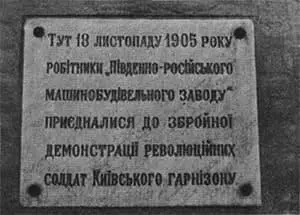 Тут 18 листопаду 1905 року
робітники „Південно-російського
машинобудівельного заводу"
приєдналися до збройної
демонстрації революційних
солдат Київського гарнізону